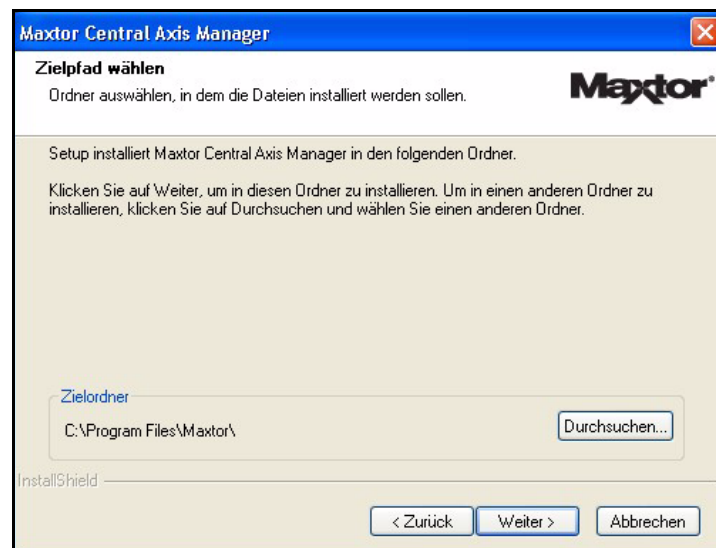 Maxtor Central Axis Manager
Zielpfad wählen
Ordner auswählen, in dem die Dateien installiert werden sollen.
Maxtor
Setup installiert Maxtor Central Axis Manager in den folgenden Ordner.
Klicken Sie auf Weiter, um in diesen Ordner zu installieren. Um in einen anderen Ordner zu
installieren, klicken Sie auf Durchsuchen und wählen Sie einen anderen Ordner.
Zielordner
C:\Program Files\Maxtor\
Durchsuchen...
InstallShield
< Zurück
Weiter >
Abbrechen